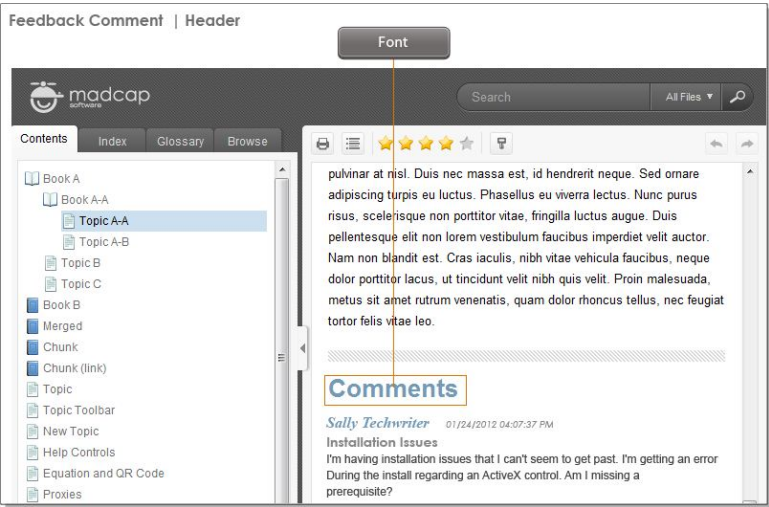 Feedback Comment | Header
Font
madcap
software
Search
All Files
Contents
Index
Glossary
Browse
Book A
Book A-A
Topic A-A
Topic A-B
Topic B
Topic C
Book B
Merged
Chunk
Chunk (link)
Topic
Topic Toolbar
New Topic
Help Controls
Equation and QR Code
Proxies
pulvinar at nisl. Duis nec massa est, id hendrerit neque. Sed ornare
adipiscing turpis eu luctus. Phasellus eu viverra lectus. Nunc purus
risus, scelerisque non porttitor vitae, fringilla luctus augue. Duis
pellentesque elit non lorem vestibulum faucibus imperdiet velit auctor.
Nam non blandit est. Cras iaculis, nibh vitae vehicula faucibus, neque
dolor porttitor lacus, ut tincidunt velit nibh quis velit. Proin malesuada,
metus sit amet rutrum venenatis, quam dolor rhoncus tellus, nec feugiat
tortor felis vitae leo.
Comments
Sally Techwriter 01/24/2012 04:07:37 PM
Installation Issues
I'm having installation issues that I can't seem to get past. I'm getting an error
During the install regarding an ActiveX control. Am I missing a
prerequisite?